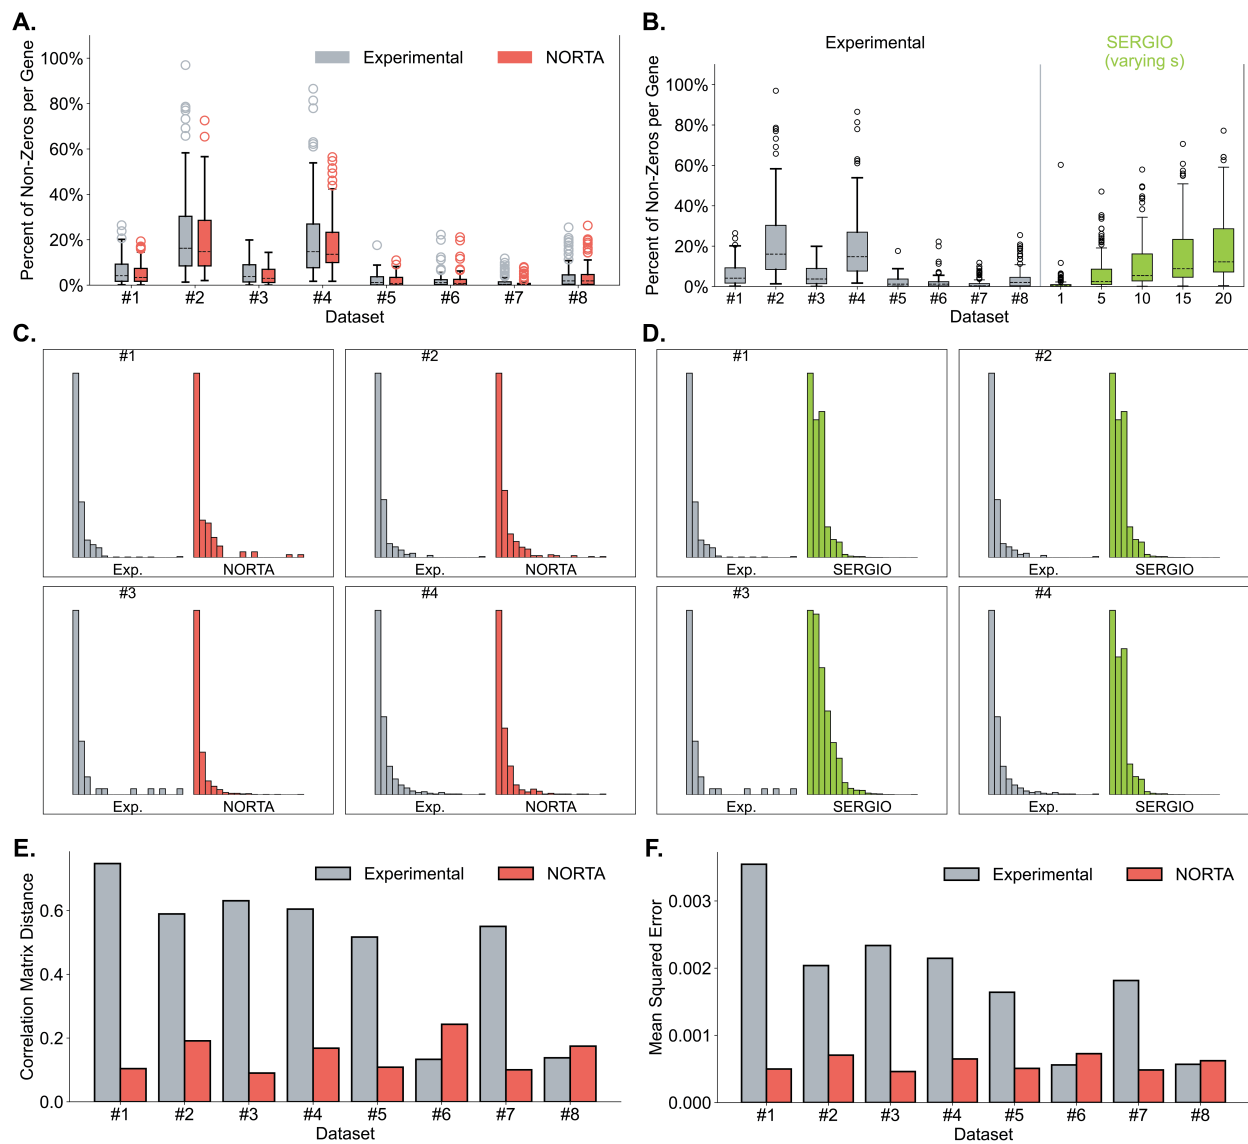 A.
Percent of Non-Zeros per Gene
100%
80%
60%
40%
20%
0%
Experimental
NORTA
#1 #2 #3 #4 #5 #6 #7 #8
Dataset
B.
Percent of Non-Zeros per Gene
Experimental
SERGIO
(varying s)
100%
80%
60%
40%
20%
0%
#1 #2 #3 #4 #5 #6 #7 #8 1 5 10 15 20
Dataset
C.
#1
Exp. NORTA
#2
Exp. NORTA
#3
Exp. NORTA
#4
Exp. NORTA
D.
#1
Exp. SERGIO
#2
Exp. SERGIO
#3
Exp. SERGIO
#4
Exp. SERGIO
E.
Correlation Matrix Distance
Experimental
NORTA
0.6
0.4
0.2
0.0
#1 #2 #3 #4 #5 #6 #7 #8
Dataset
F.
Mean Squared Error
Experimental
NORTA
0.003
0.002
0.001
0.000
#1 #2 #3 #4 #5 #6 #7 #8
Dataset